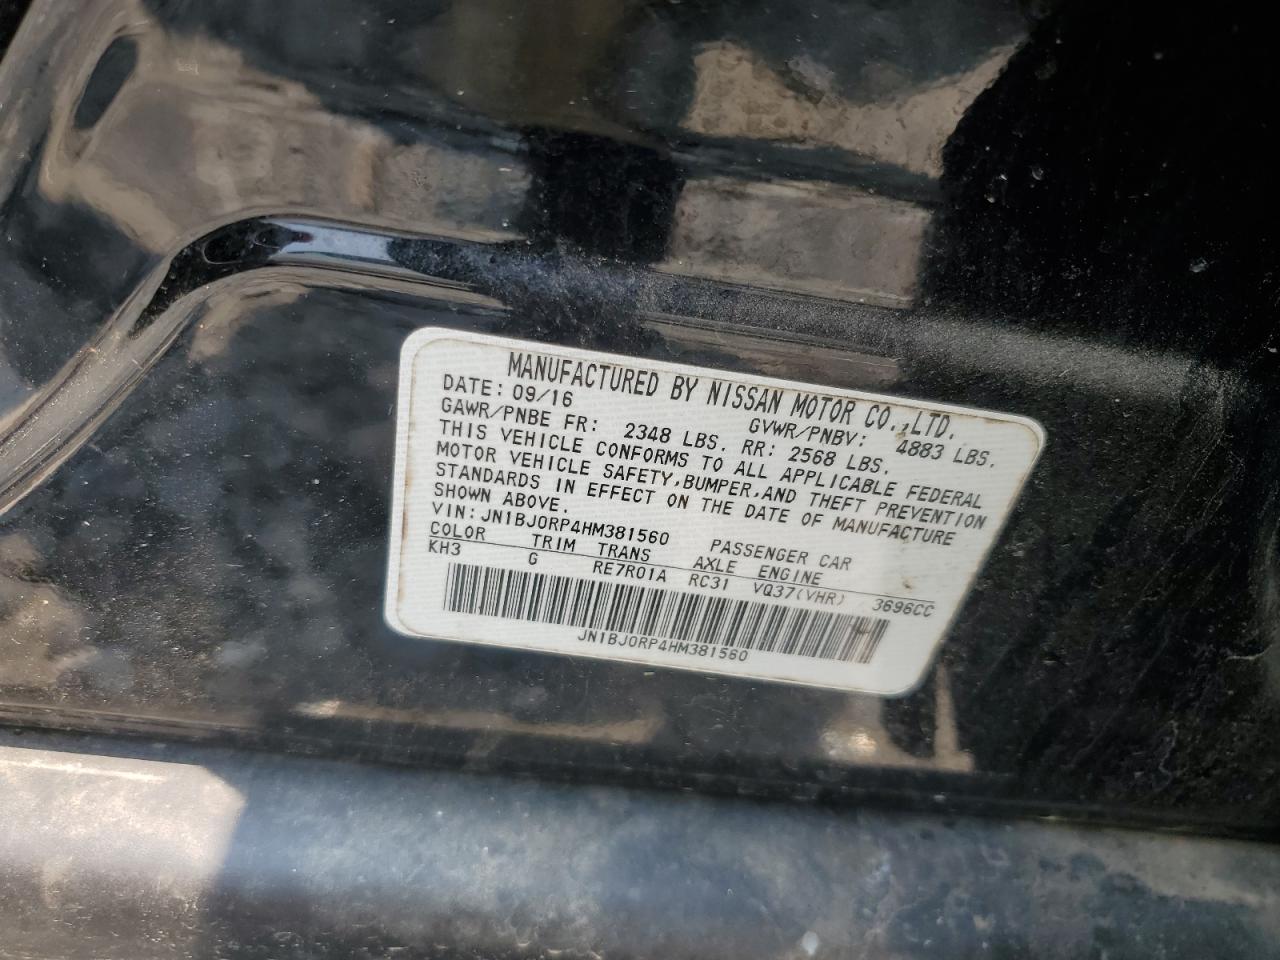 MANUFACTURED BY NISSAN MOTOR CO.,LTD.
DATE: 09/16 GVWR/PNBV: 4883 LBS.
GAWR/PNBE FR: 2348 LBS. RR: 2568 LBS.
THIS VEHICLE CONFORMS TO ALL APPLICABLE FEDERAL
MOTOR VEHICLE SAFETY,BUMPER,AND THEFT PREVENTION
STANDARDS IN EFFECT ON THE DATE OF MANUFACTURE
SHOWN ABOVE.
VIN:JN1BJ0RP4HM381560 PASSENGER CAR
COLOR TRIM TRANS AXLE ENGINE
KH3 G RE7R01A RC31 VQ37(VHR) 3696CC
JN1BJ0RP4HM381560